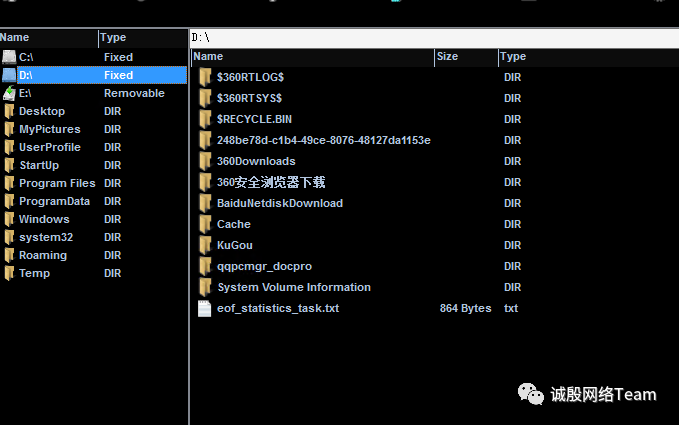 Name Type
C:\ Fixed
D:\ Fixed
E:\ Removable
Desktop DIR
MyPictures DIR
UserProfile DIR
StartUp DIR
Program Files DIR
ProgramData DIR
Windows DIR
system32 DIR
Roaming DIR
Temp DIR
D:\
Name Size Type
$360RTLOG$ DIR
$360RTSYS$ DIR
$RECYCLE.BIN DIR
248be78d-c1b4-49ce-8076-48127da1153e DIR
360Downloads DIR
360安全浏览器下载 DIR
BaiduNetdiskDownload DIR
Cache DIR
KuGou DIR
qqpcmgr_docpro DIR
System Volume Information DIR
eof_statistics_task.txt 864 Bytes txt
诚殷网络Team